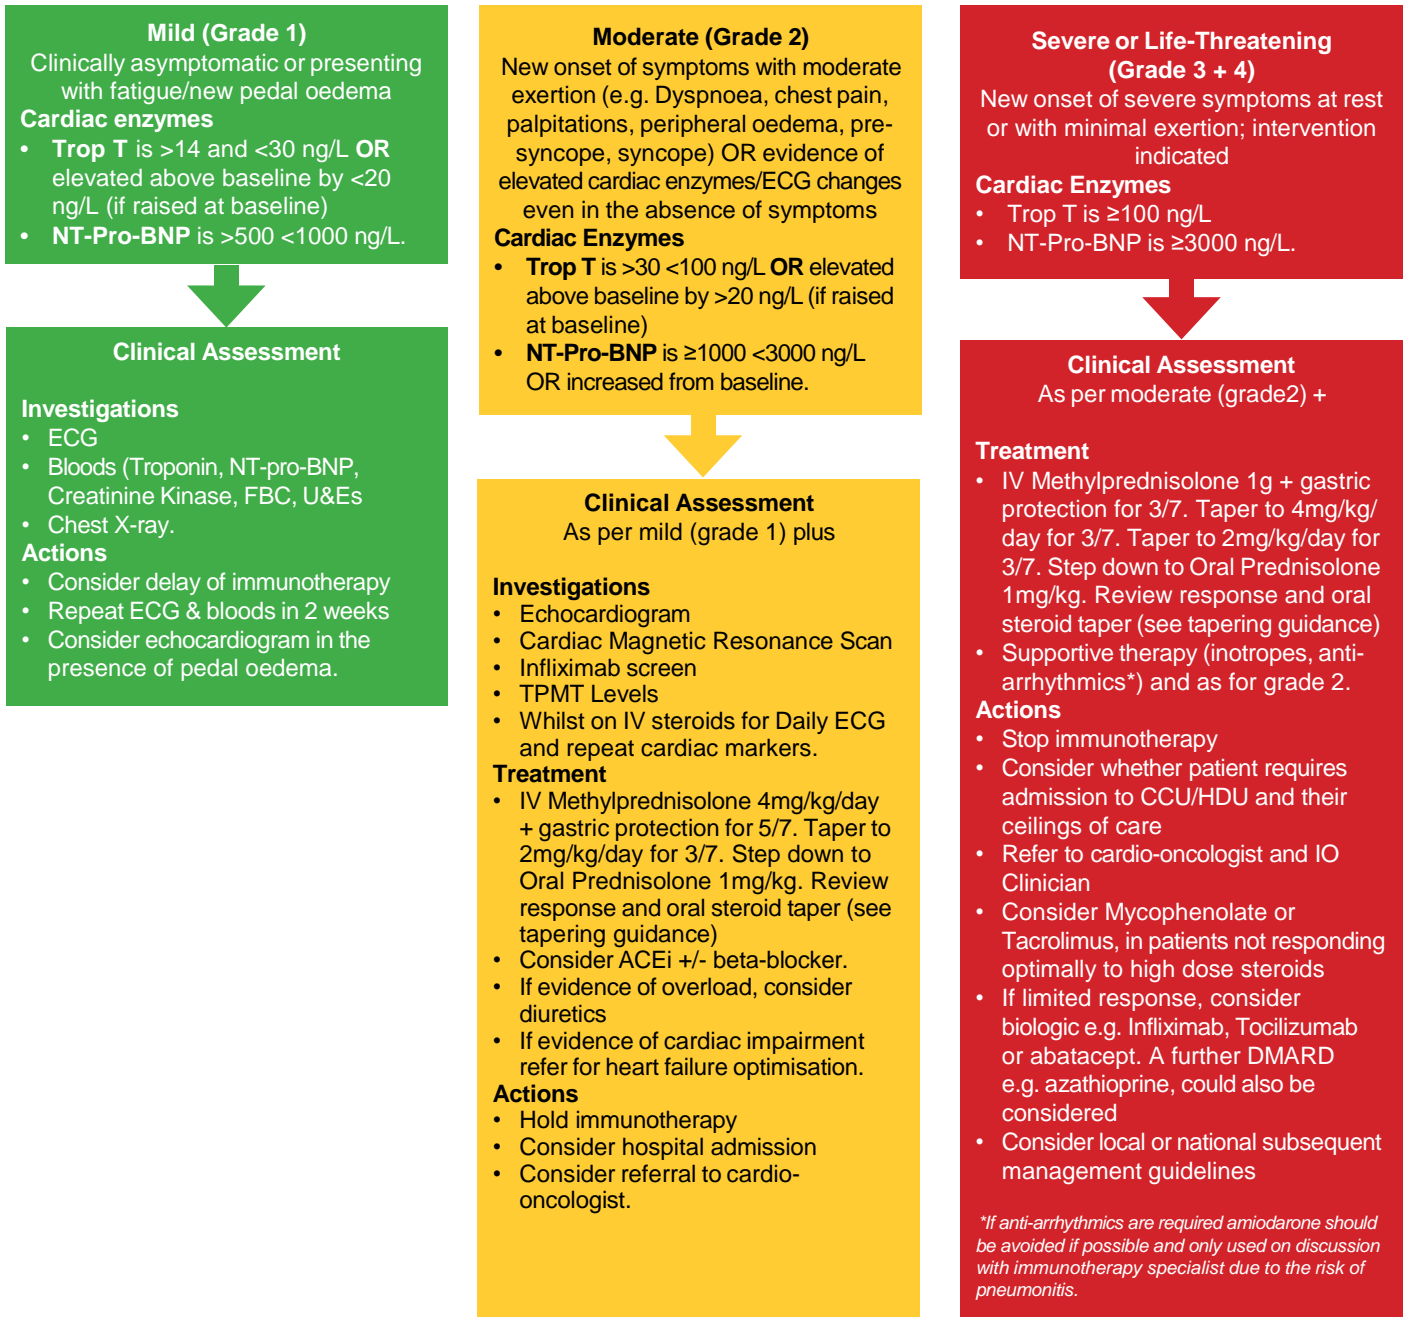 Mild (Grade 1)
Clinically asymptomatic or presenting
with fatigue/new pedal oedema
Cardiac enzymes
• Trop T is >14 and <30 ng/L OR
elevated above baseline by <20
ng/L (if raised at baseline)
• NT-Pro-BNP is >500 <1000 ng/L.
Clinical Assessment
Investigations
• ECG
• Bloods (Troponin, NT-pro-BNP,
Creatinine Kinase, FBC, U&Es
• Chest X-ray.
Actions
• Consider delay of immunotherapy
• Repeat ECG & bloods in 2 weeks
• Consider echocardiogram in the
presence of pedal oedema.
Moderate (Grade 2)
New onset of symptoms with moderate
exertion (e.g. Dyspnoea, chest pain,
palpitations, peripheral oedema, pre-
syncope, syncope) OR evidence of
elevated cardiac enzymes/ECG changes
even in the absence of symptoms
Cardiac Enzymes
• Trop T is >30 <100 ng/L OR elevated
above baseline by >20 ng/L (if raised
at baseline)
• NT-Pro-BNP is ≥1000 <3000 ng/L
OR increased from baseline.
Clinical Assessment
As per mild (grade 1) plus
Investigations
• Echocardiogram
• Cardiac Magnetic Resonance Scan
• Infliximab screen
• TPMT Levels
• Whilst on IV steroids for Daily ECG
and repeat cardiac markers.
Treatment
• IV Methylprednisolone 4mg/kg/day
+ gastric protection for 5/7. Taper to
2mg/kg/day for 3/7. Step down to
Oral Prednisolone 1mg/kg. Review
response and oral steroid taper (see
tapering guidance)
• Consider ACEi +/- beta-blocker.
• If evidence of overload, consider
diuretics
• If evidence of cardiac impairment
refer for heart failure optimisation.
Actions
• Hold immunotherapy
• Consider hospital admission
• Consider referral to cardio-
oncologist.
Severe or Life-Threatening
(Grade 3 + 4)
New onset of severe symptoms at rest
or with minimal exertion; intervention
indicated
Cardiac Enzymes
• Trop T is ≥100 ng/L
• NT-Pro-BNP is ≥3000 ng/L.
Clinical Assessment
As per moderate (grade2) +
Treatment
• IV Methylprednisolone 1g + gastric
protection for 3/7. Taper to 4mg/kg/
day for 3/7. Taper to 2mg/kg/day for
3/7. Step down to Oral Prednisolone
1mg/kg. Review response and oral
steroid taper (see tapering guidance)
• Supportive therapy (inotropes, anti-
arrhythmics*) and as for grade 2.
Actions
• Stop immunotherapy
• Consider whether patient requires
admission to CCU/HDU and their
ceilings of care
• Refer to cardio-oncologist and IO
Clinician
• Consider Mycophenolate or
Tacrolimus, in patients not responding
optimally to high dose steroids
• If limited response, consider
biologic e.g. Infliximab, Tocilizumab
or abatacept. A further DMARD
e.g. azathioprine, could also be
considered
• Consider local or national subsequent
management guidelines
*If anti-arrhythmics are required amiodarone should
be avoided if possible and only used on discussion
with immunotherapy specialist due to the risk of
pneumonitis.